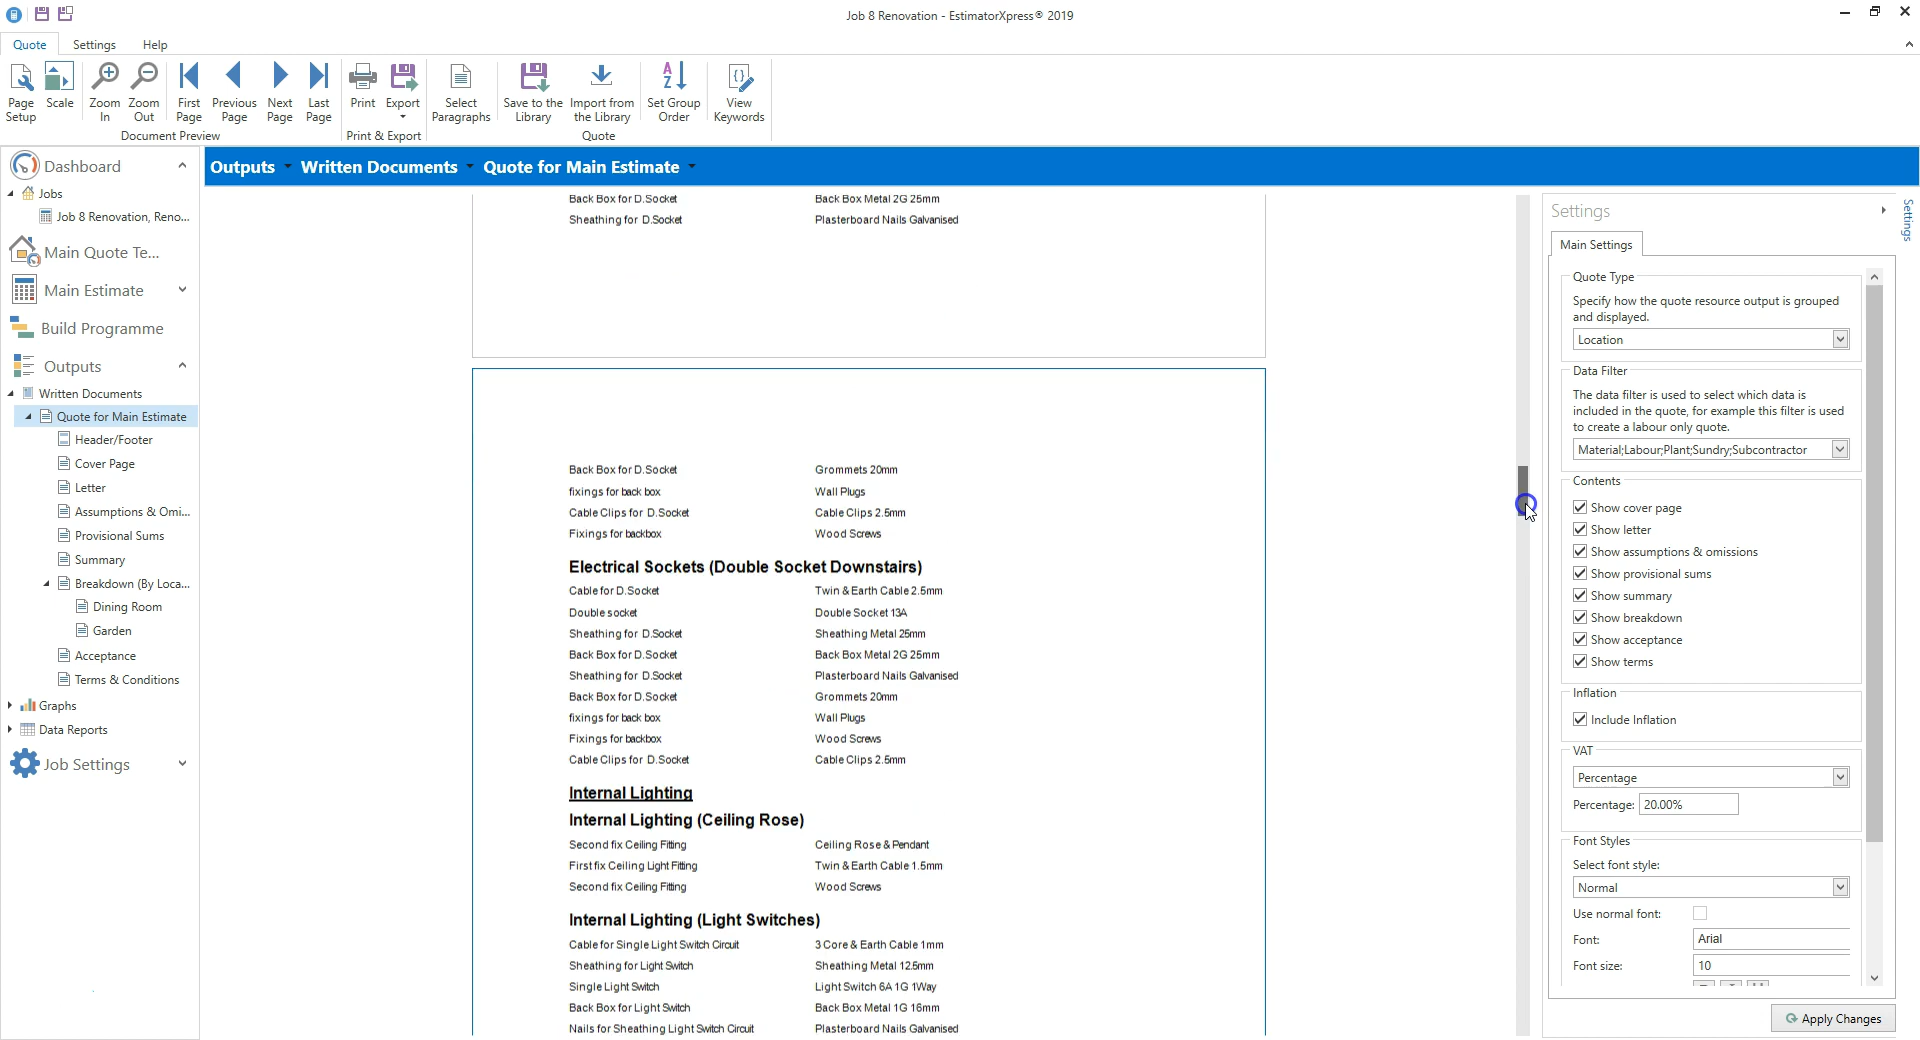 Job 8 Renovation - EstimatorXpress® 2019
Quote Settings Help
Page Setup
Scale
Zoom In
Zoom Out
First Page
Previous Page
Next Page
Last Page
Print
Export
Select Paragraphs
Save to the Library
Import from the Library
Set Group Order
View Keywords
Document Preview
Print & Export
Quote
Dashboard
Jobs
Job 8 Renovation, Reno...
Main Quote Te...
Main Estimate
Build Programme
Outputs
Written Documents
Quote for Main Estimate
Header/Footer
Cover Page
Letter
Assumptions & Omi...
Provisional Sums
Summary
Breakdown (By Loca...
Dining Room
Garden
Acceptance
Terms & Conditions
Graphs
Data Reports
Job Settings
Outputs Written Documents Quote for Main Estimate
Back Box for D.Socket Back Box Metal 2G 25mm
Sheathing for D.Socket Plasterboard Nails Galvanised
Back Box for D.Socket Grommets 20mm
fixings for back box Wall Plugs
Cable Clips for D.Socket Cable Clips 2.5mm
Fixings for backbox Wood Screws
Electrical Sockets (Double Socket Downstairs)
Cable for D.Socket Twin & Earth Cable 2.5mm
Double socket Double Socket 13A
Sheathing for D.Socket Sheathing Metal 25mm
Back Box for D.Socket Back Box Metal 2G 25mm
Sheathing for D.Socket Plasterboard Nails Galvanised
Back Box for D.Socket Grommets 20mm
fixings for back box Wall Plugs
Fixings for backbox Wood Screws
Cable Clips for D.Socket Cable Clips 2.5mm
Internal Lighting
Internal Lighting (Ceiling Rose)
Second fix Ceiling Fitting Ceiling Rose & Pendant
First fix Ceiling Light Fitting Twin & Earth Cable 1.5mm
Second fix Ceiling Fitting Wood Screws
Internal Lighting (Light Switches)
Cable for Single Light Switch Circuit 3 Core & Earth Cable 1mm
Sheathing for Light Switch Sheathing Metal 12.5mm
Single Light Switch Light Switch 6A 1G 1Way
Back Box for Light Switch Back Box Metal 1G 16mm
Nails for Sheathing Light Switch Circuit Plasterboard Nails Galvanised
Settings
Settings
Main Settings
Quote Type
Specify how the quote resource output is grouped
and displayed.
Location
Data Filter
The data filter is used to select which data is
included in the quote, for example this filter is used
to create a labour only quote.
Material;Labour;Plant;Sundry;Subcontractor
Contents
Show cover page
Show letter
Show assumptions & omissions
Show provisional sums
Show summary
Show breakdown
Show acceptance
Show terms
Inflation
Include Inflation
VAT
Percentage
Percentage: 20.00%
Font Styles
Select font style:
Normal
Use normal font:
Font: Arial
Font size: 10
Apply Changes